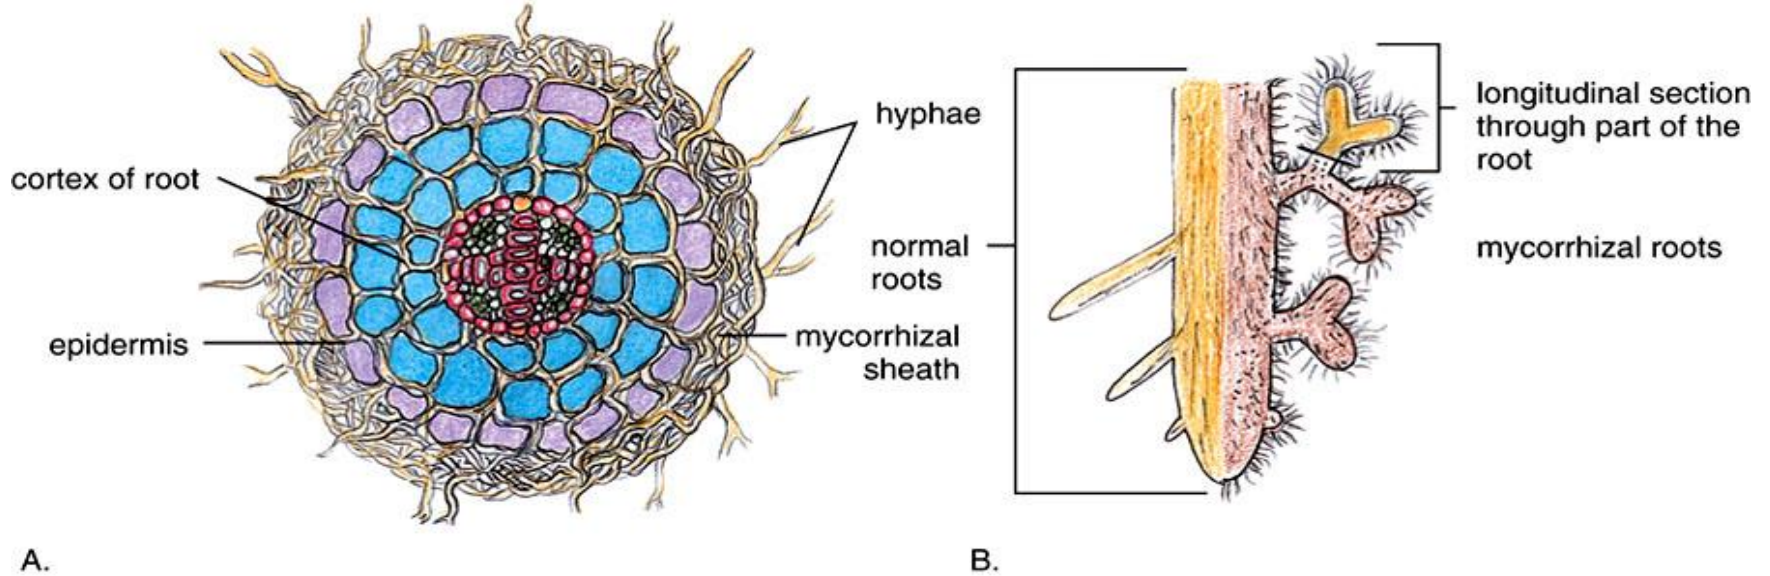 cortex of root
epidermis
hyphae
normal
roots
mycorrhizal
sheath
longitudinal section
through part of the
root
mycorrhizal roots
A.
B.